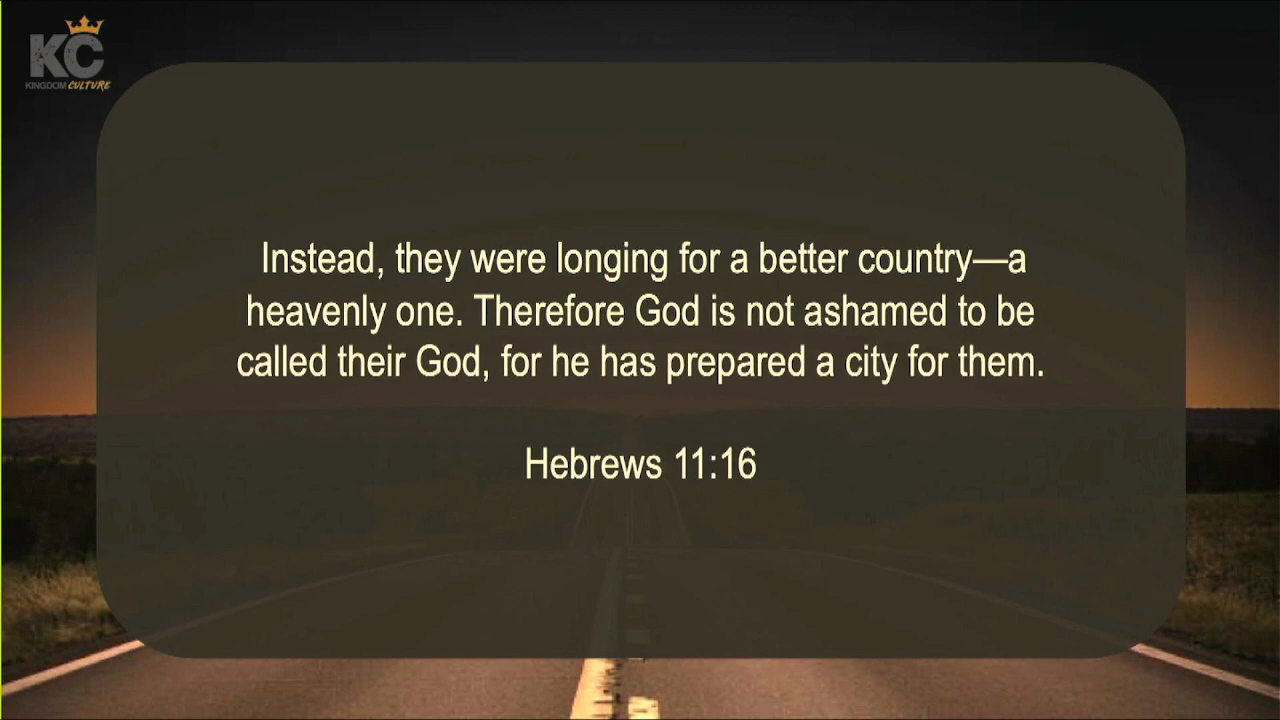 KC
KINGDOM CULTURE
Instead, they were longing for a better country—a
heavenly one. Therefore God is not ashamed to be
called their God, for he has prepared a city for them.
Hebrews 11:16